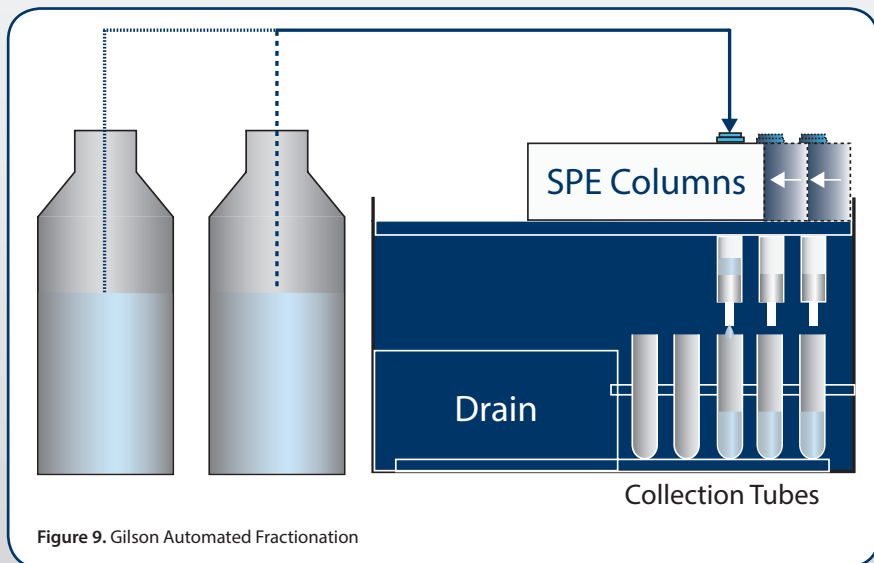 SPE Columns
Drain
Collection Tubes
Figure 9. Gilson Automated Fractionation